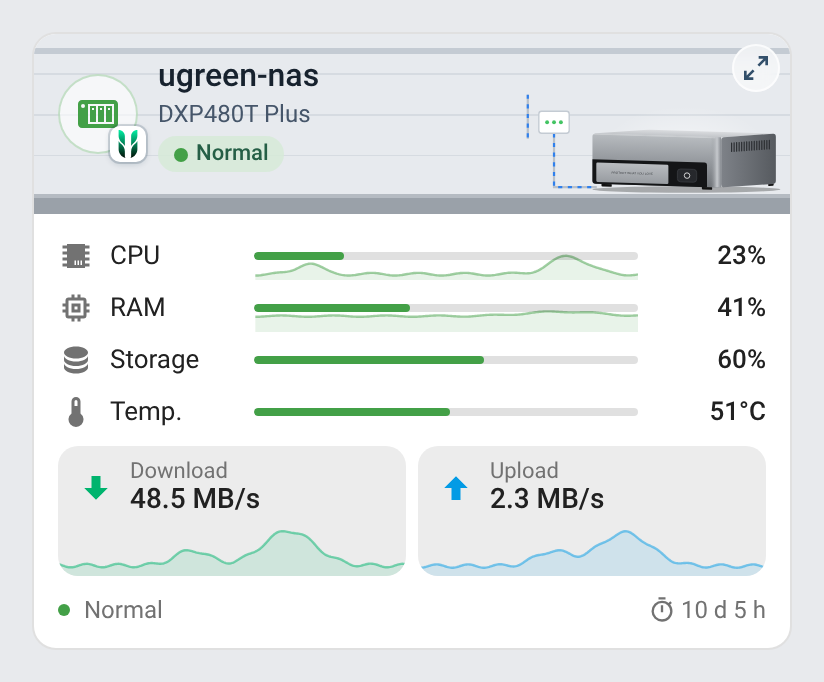 ugreen-nas
DXP480T Plus
Normal
CPU 23%
RAM 41%
Storage 60%
Temp. 51°C
Download
48.5 MB/s
Upload
2.3 MB/s
Normal 10 d 5 h